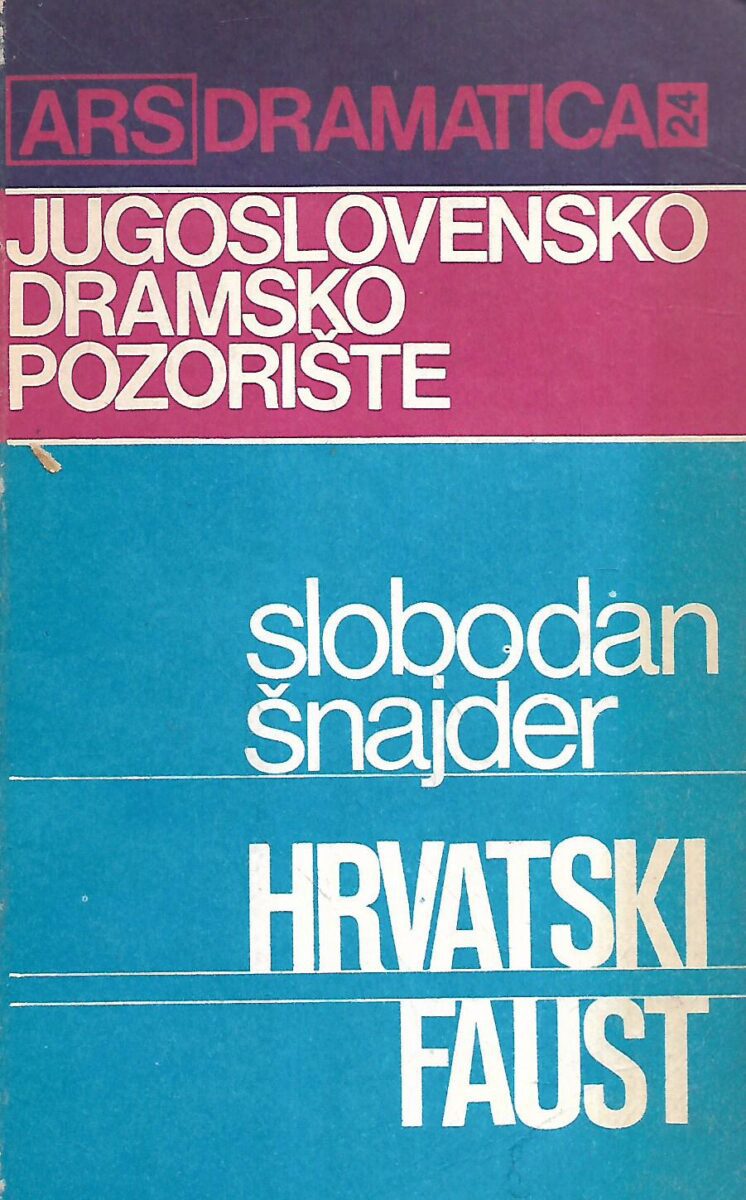 ARS DRAMATICA 24
JUGOSLOVENSKO
DRAMSKO
POZORIŠTE
slobodan
šnajder
HRVATSKI
FAUST